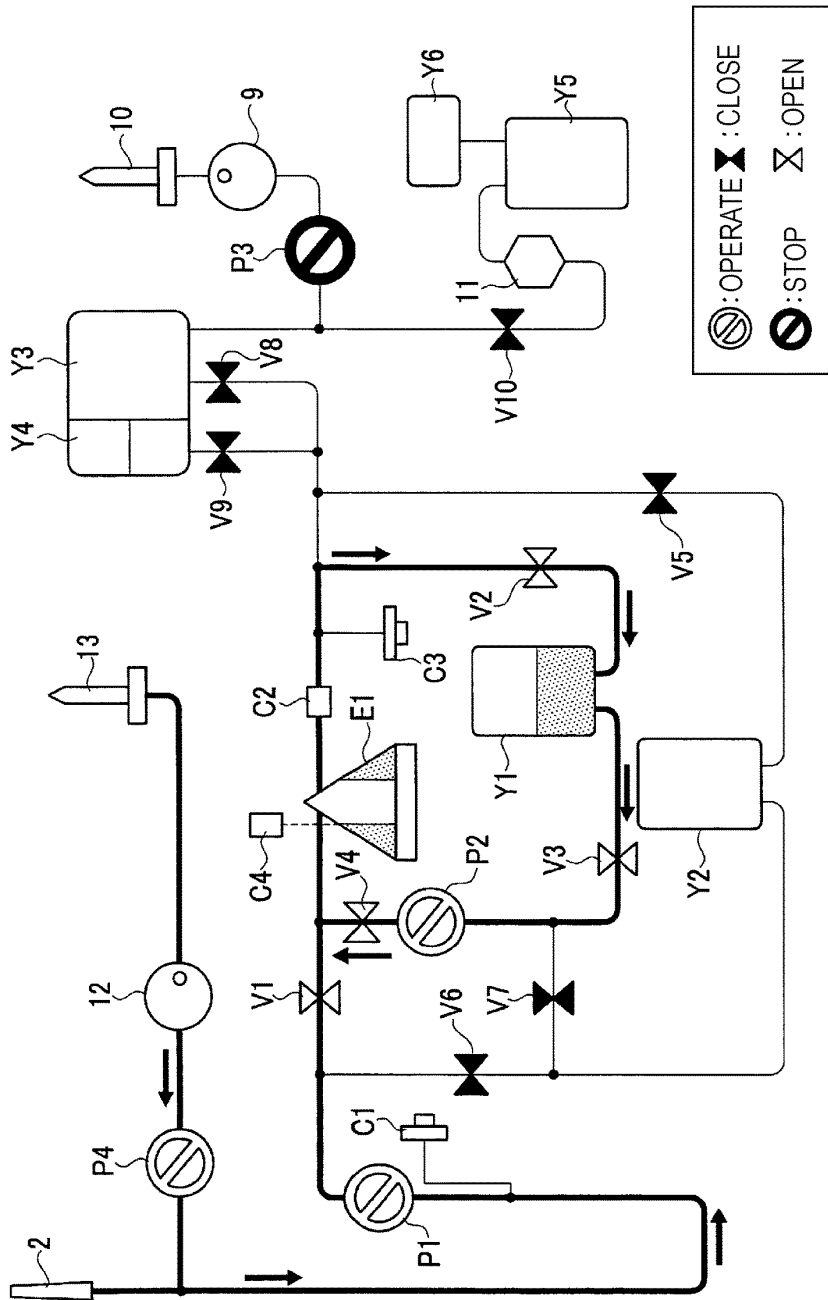 10
9
Y6
Y5
P3
11
V10
Y3
Y4
V8
V9
V5
13
V2
C3
C2
E1
C4
Y1
Y2
V4
P2
V3
12
V1
V6
V7
C1
P4
P1
2
:OPERATE
:CLOSE
:STOP
:OPEN